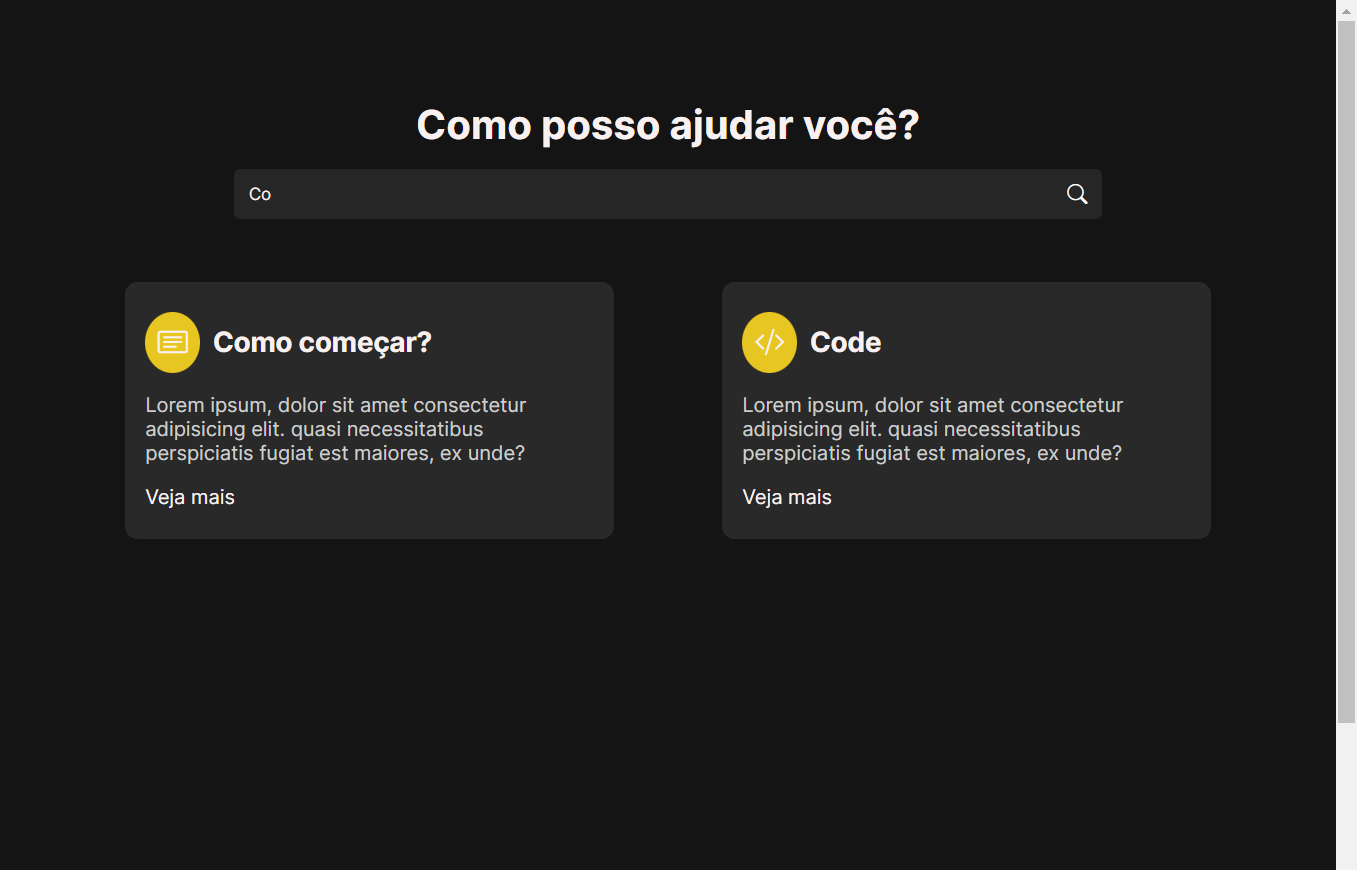 Como posso ajudar você?
Co
Como começar?
Lorem ipsum, dolor sit amet consectetur
adipisicing elit. quasi necessitatibus
perspiciatis fugiat est maiores, ex unde?
Veja mais
Code
Lorem ipsum, dolor sit amet consectetur
adipisicing elit. quasi necessitatibus
perspiciatis fugiat est maiores, ex unde?
Veja mais